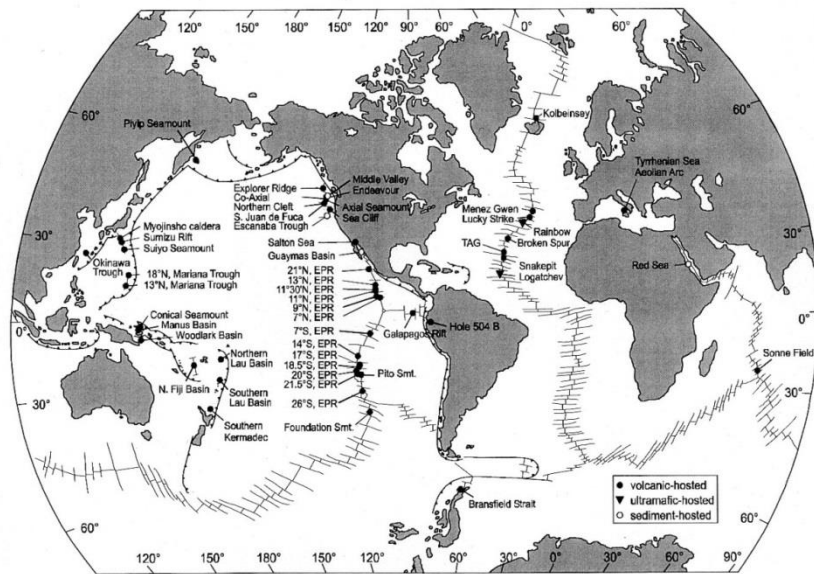 120° 150° 150° 120° 90° 60° 30° 0° 30° 60°
60°
60°
30°
30°
0°
0°
30°
30°
60°
60°
Piyip Seamount
Kolbeinsey
Tyrrhenian Sea
Aeolian Arc
Explorer Ridge
Co-Axial
Northern Cleft
S. Juan de Fuca
Escanaba Trough
Middle Valley
Endeavour
Axial Seamount
Sea Cliff
Menez Gwen
Lucky Strike
Rainbow
Broken Spur
TAG
Snakepit
Logatchev
Red Sea
Myojinsho caldera
Sumizu Rift
Suiyo Seamount
Okinawa
Trough
18°N, Mariana Trough
13°N, Mariana Trough
Salton Sea
Guaymas Basin
21°N, EPR
13°N, EPR
11°30N, EPR
11°N, EPR
9°N, EPR
7°N, EPR
Conical Seamount
Manus Basin
Woodlark Basin
7°S, EPR
Galapagos Rift
Hole 504 B
14°S, EPR
17°S, EPR
18.5°S, EPR
20°S, EPR
21.5°S, EPR
Pito Smt.
26°S, EPR
Foundation Smt.
N. Fiji Basin
Northern
Lau Basin
Southern
Lau Basin
Southern
Kermadec
Sonne Field
Bransfield Strait
volcanic-hosted
ultramafic-hosted
sediment-hosted
120° 150° 180° 150° 120° 90° 60° 30° 0° 30° 60° 90°